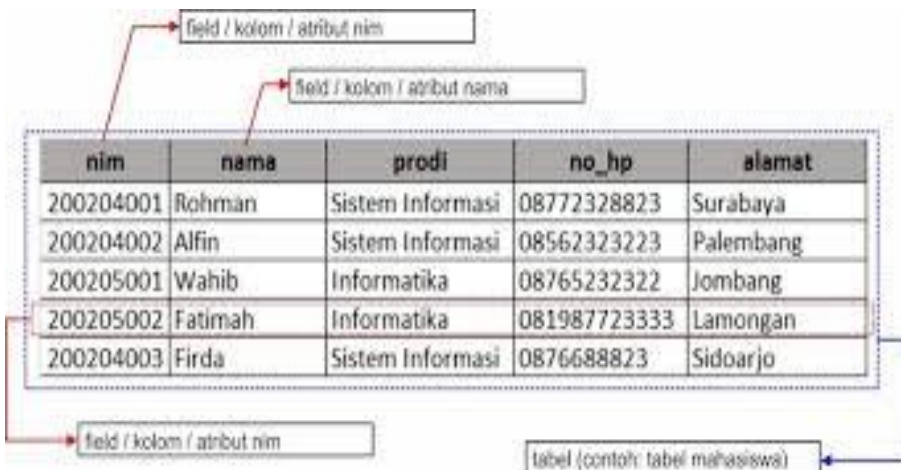 field / kolom / atribut nim
field / kolom / atribut nama
nim nama prodi no_hp alamat
200204001 Rohman Sistem Informasi 08772328823 Surabaya
200204002 Alfin Sistem Informasi 08562323223 Palembang
200205001 Wahib Informatika 08765232322 Jombang
200205002 Fatimah Informatika 081987723333 Lamongan
200204003 Firda Sistem Informasi 0876688823 Sidoarjo
field / kolom / atribut nim
tabel (contoh: tabel mahasiswa)